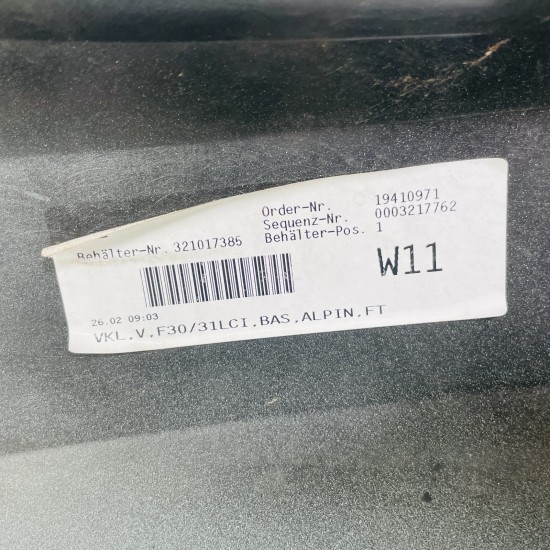 Order-Nr. 19410971
Sequenz-Nr. 0003217762
Behälter-Nr. 321017385 Behälter-Pos. 1
W11
26.02 09:03
VKL.V.F30/31LCI.BAS.ALPIN.FT